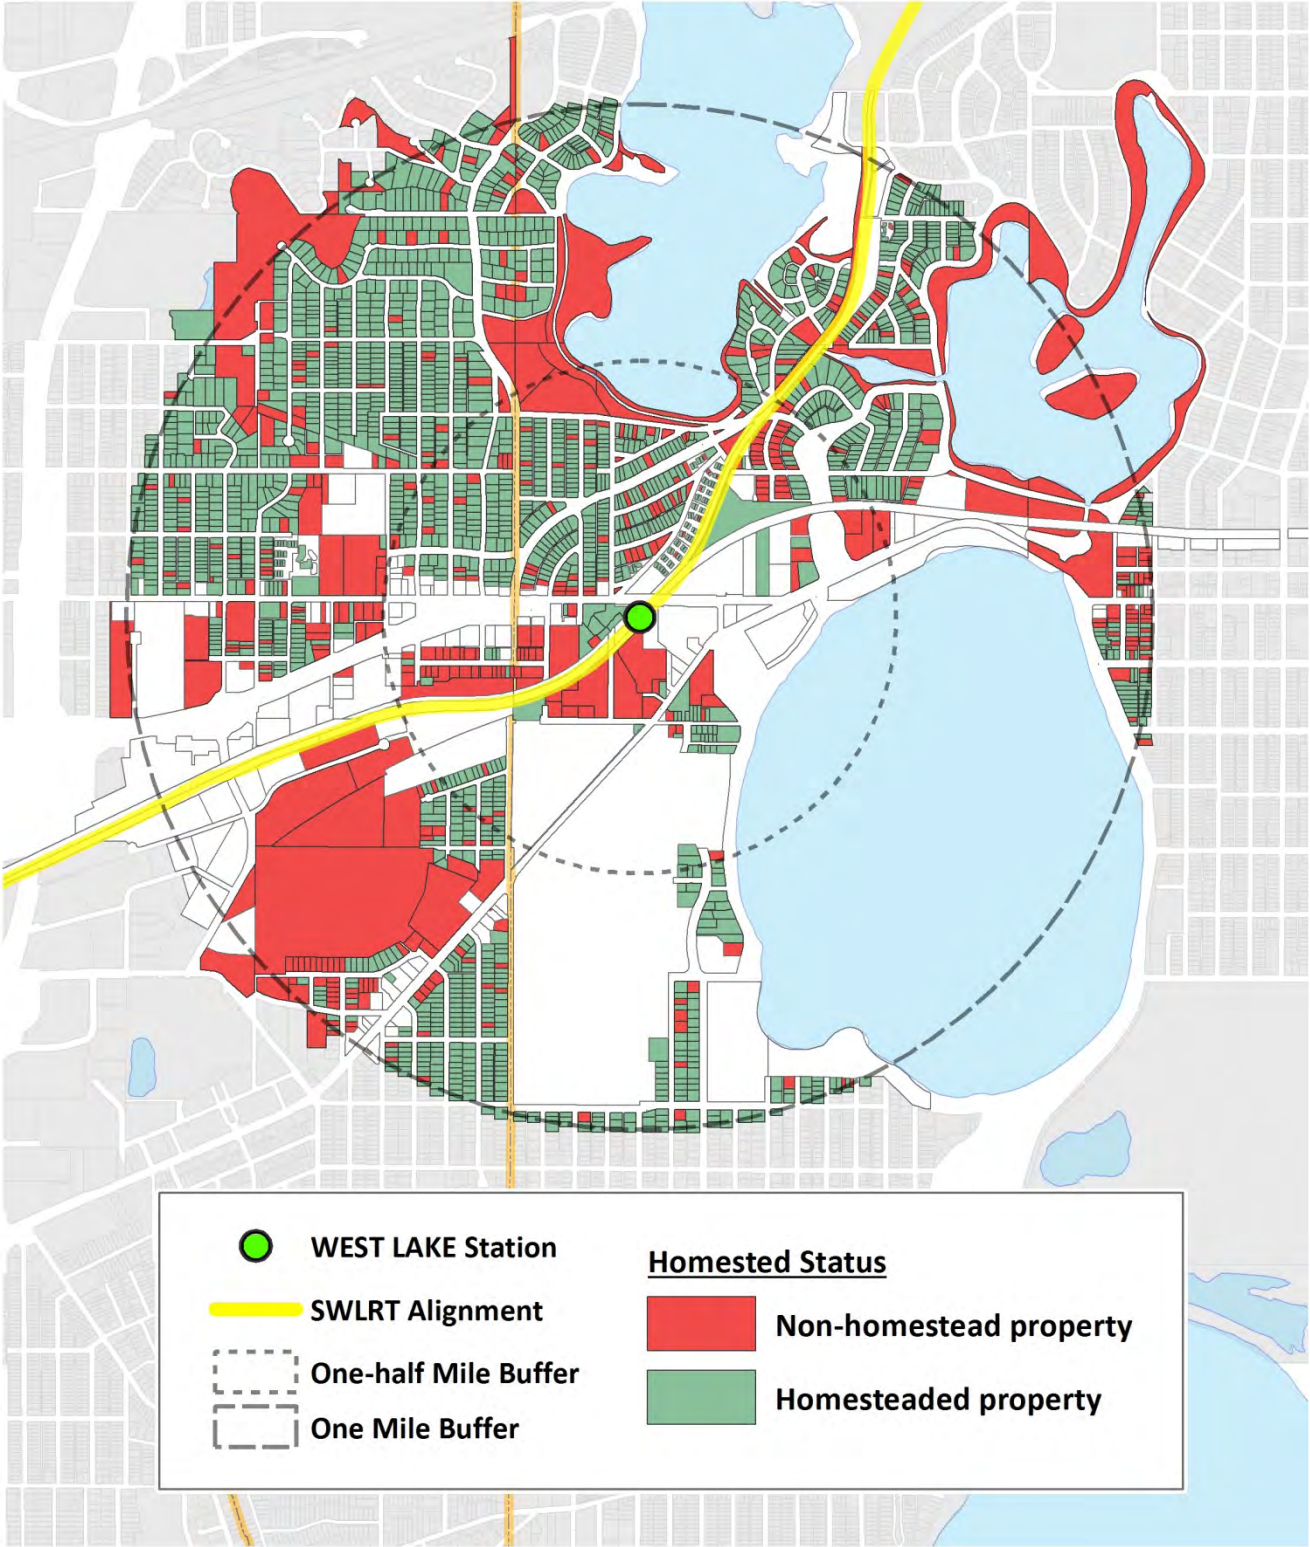 WEST LAKE Station
SWLRT Alignment
One-half Mile Buffer
One Mile Buffer
Homested Status
Non-homestead property
Homesteaded property